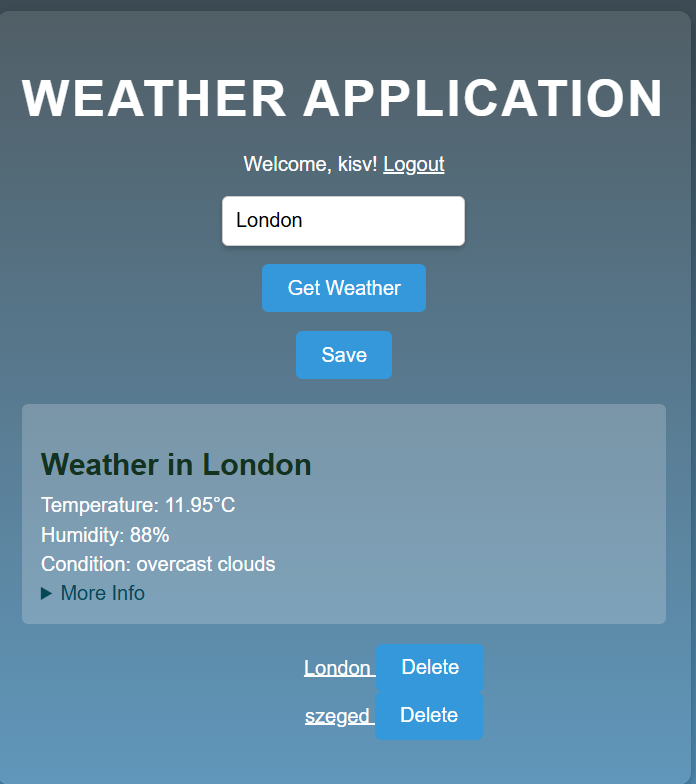 WEATHER APPLICATION
Welcome, kisv! Logout
London
Get Weather
Save
Weather in London
Temperature: 11.95°C
Humidity: 88%
Condition: overcast clouds
More Info
London Delete
szeged Delete